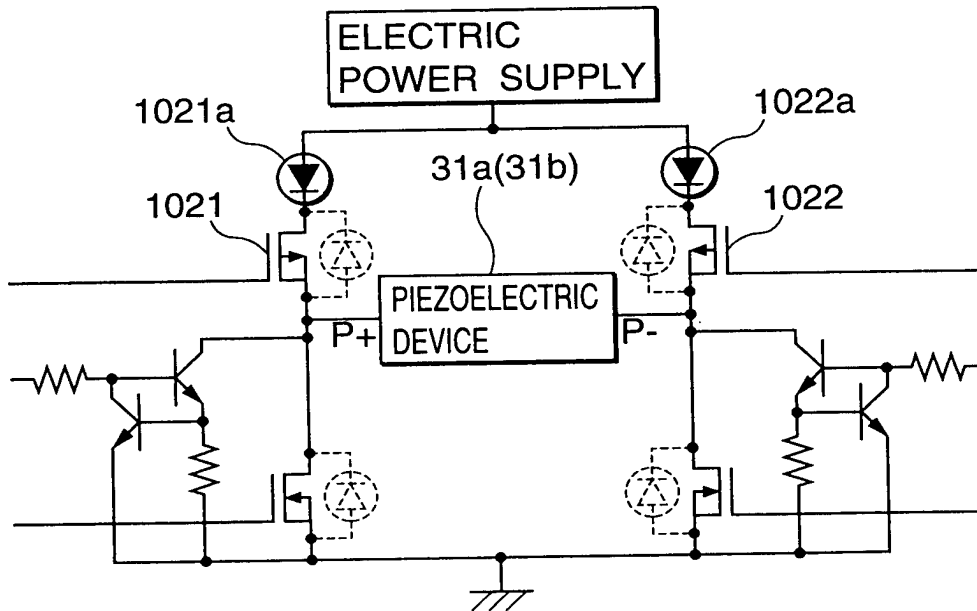 ELECTRIC
POWER SUPPLY
1021a
1022a
31a(31b)
1021
1022
PIEZOELECTRIC
DEVICE
P+
P-